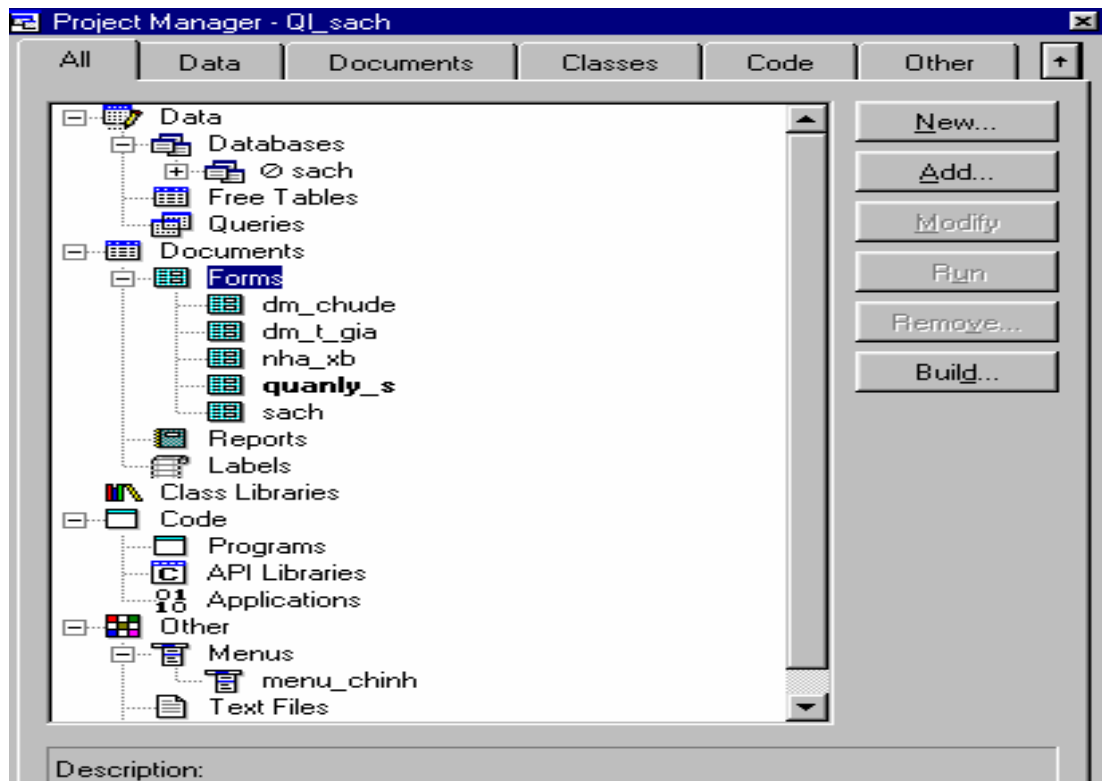 Project Manager - Ql_sach
All Data Documents Classes Code Other
Data
Databases
sach
Free Tables
Queries
Documents
Forms
dm_chude
dm_t_gia
nha_xb
quanly_s
sach
Reports
Labels
Class Libraries
Code
Programs
API Libraries
Applications
Other
Menus
menu_chinh
Text Files
New...
Add...
Modify
Run
Remove...
Build...
Description: